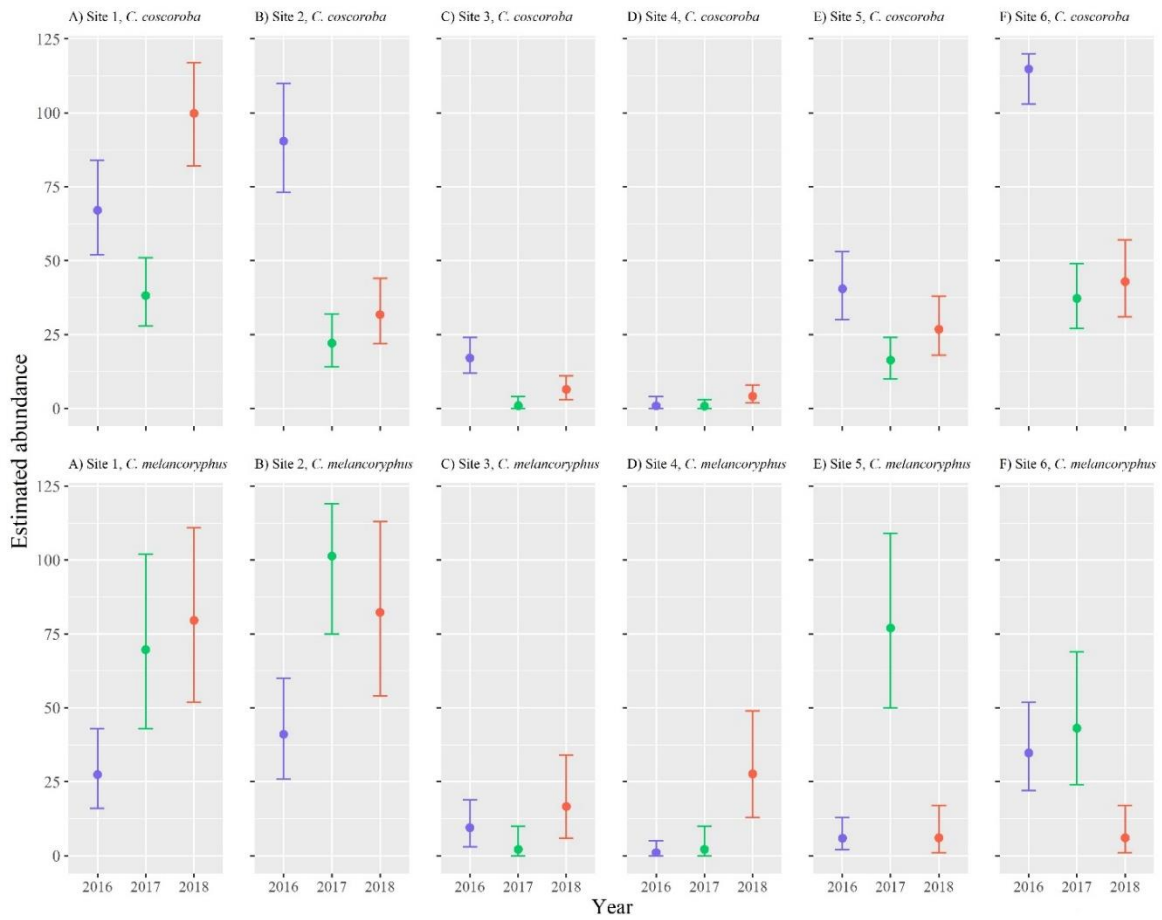 A) Site 1, C. coscoroba
B) Site 2, C. coscoroba
C) Site 3, C. coscoroba
D) Site 4, C. coscoroba
E) Site 5, C. coscoroba
F) Site 6, C. coscoroba
125
100
75
50
25
0
Estimated abundance
A) Site 1, C. melancoryphus
B) Site 2, C. melancoryphus
C) Site 3, C. melancoryphus
D) Site 4, C. melancoryphus
E) Site 5, C. melancoryphus
F) Site 6, C. melancoryphus
125
100
75
50
25
0
2016 2017 2018
2016 2017 2018
2016 2017 2018
2016 2017 2018
2016 2017 2018
2016 2017 2018
Year